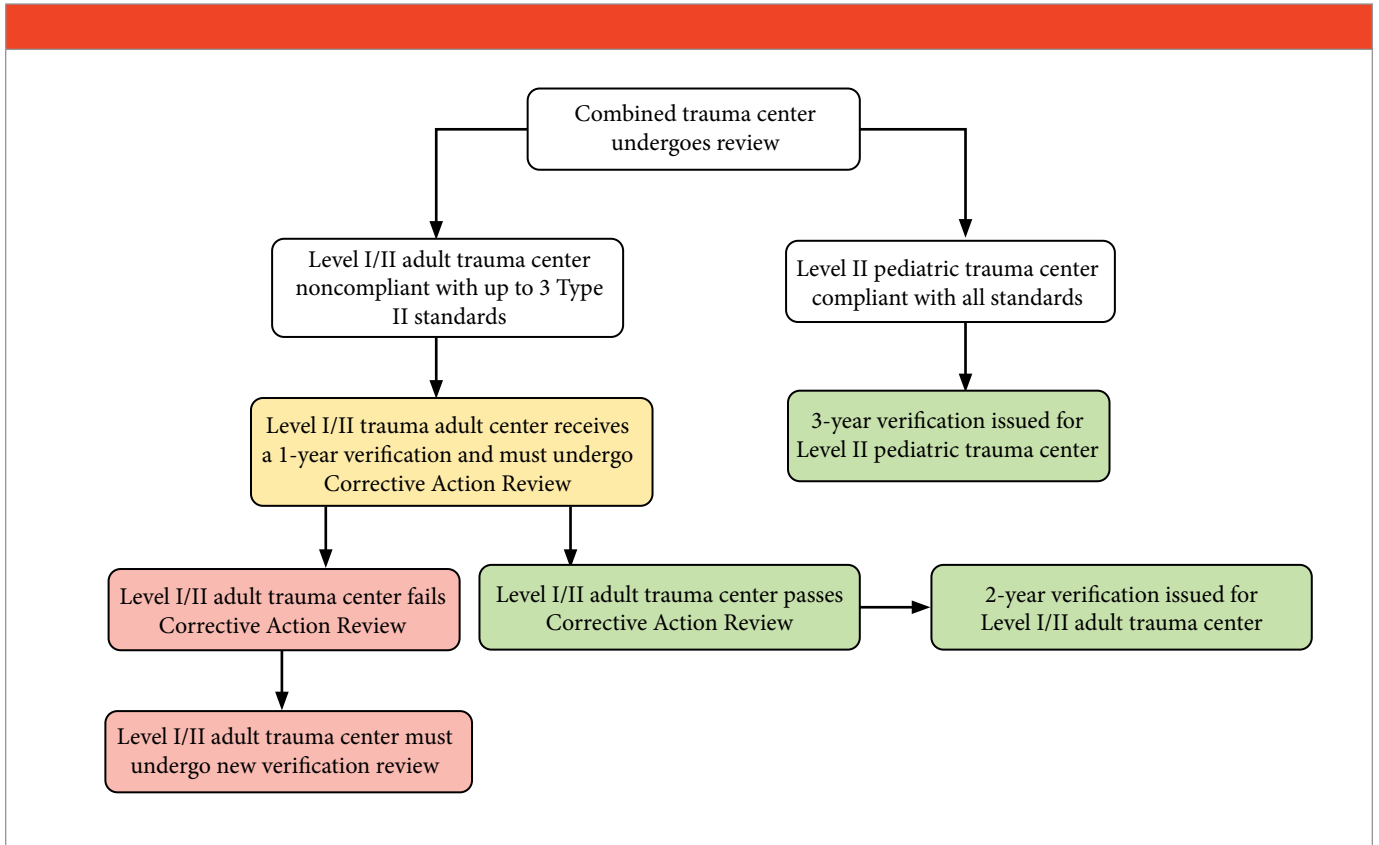 Combined trauma center
undergoes review
Level I/II adult trauma center
noncompliant with up to 3 Type
II standards
Level II pediatric trauma center
compliant with all standards
Level I/II trauma adult center receives
a 1-year verification and must undergo
Corrective Action Review
3-year verification issued for
Level II pediatric trauma center
Level I/II adult trauma center fails
Corrective Action Review
Level I/II adult trauma center passes
Corrective Action Review
2-year verification issued for
Level I/II adult trauma center
Level I/II adult trauma center must
undergo new verification review